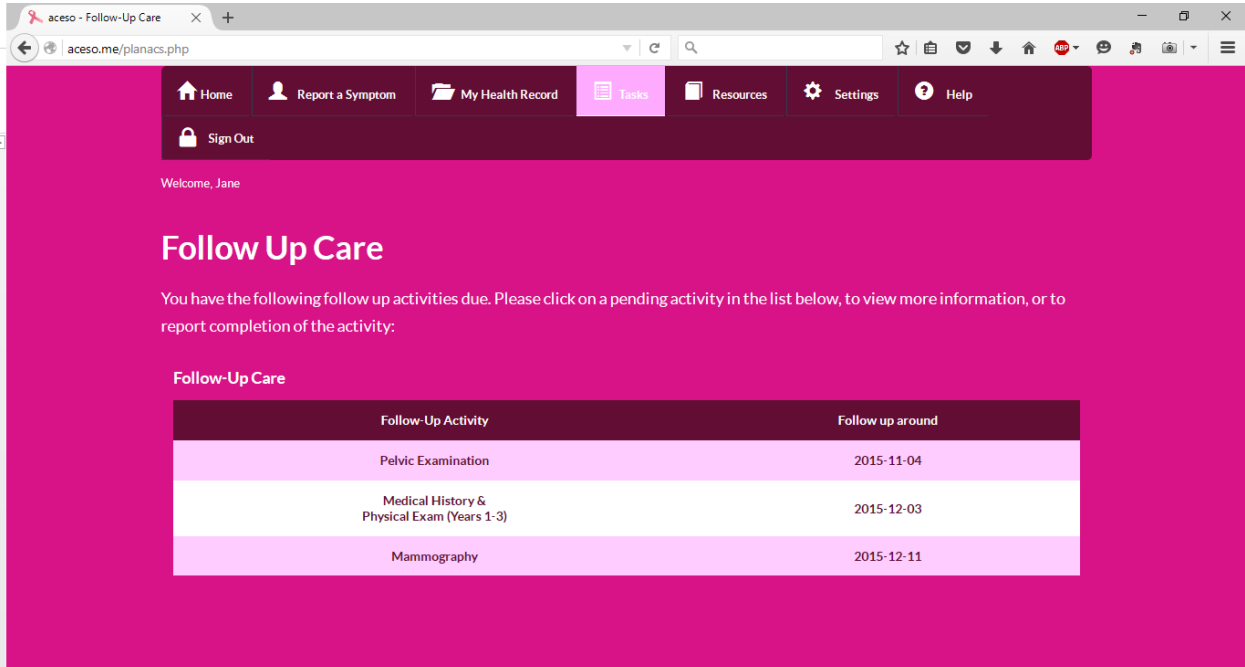 aceso - Follow-Up Care
aceso.me/planacs.php
ABP
Home
Report a Symptom
My Health Record
Tasks
Resources
Settings
Help
Sign Out
Welcome, Jane
Follow Up Care
You have the following follow up activities due. Please click on a pending activity in the list below, to view more information, or to
report completion of the activity:
Follow-Up Care
Follow-Up Activity Follow up around
Pelvic Examination 2015-11-04
Medical History &
Physical Exam (Years 1-3) 2015-12-03
Mammography 2015-12-11